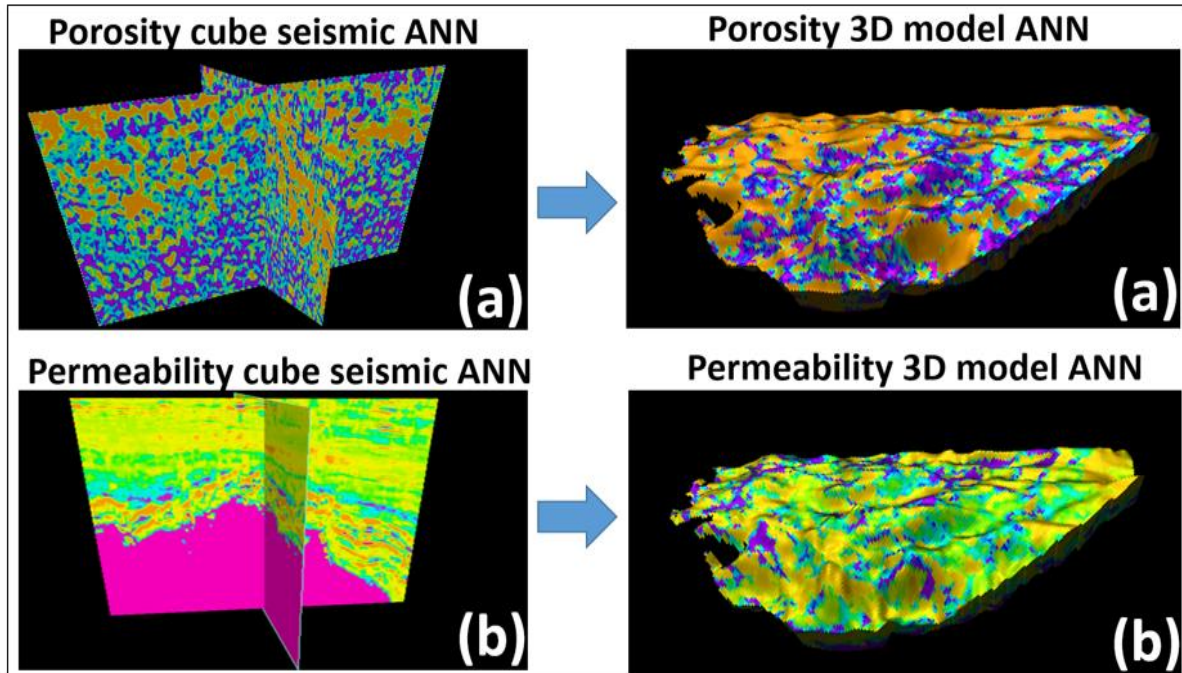 Porosity cube seismic ANN
Porosity 3D model ANN
(a)
(a)
Permeability cube seismic ANN
Permeability 3D model ANN
(b)
(b)